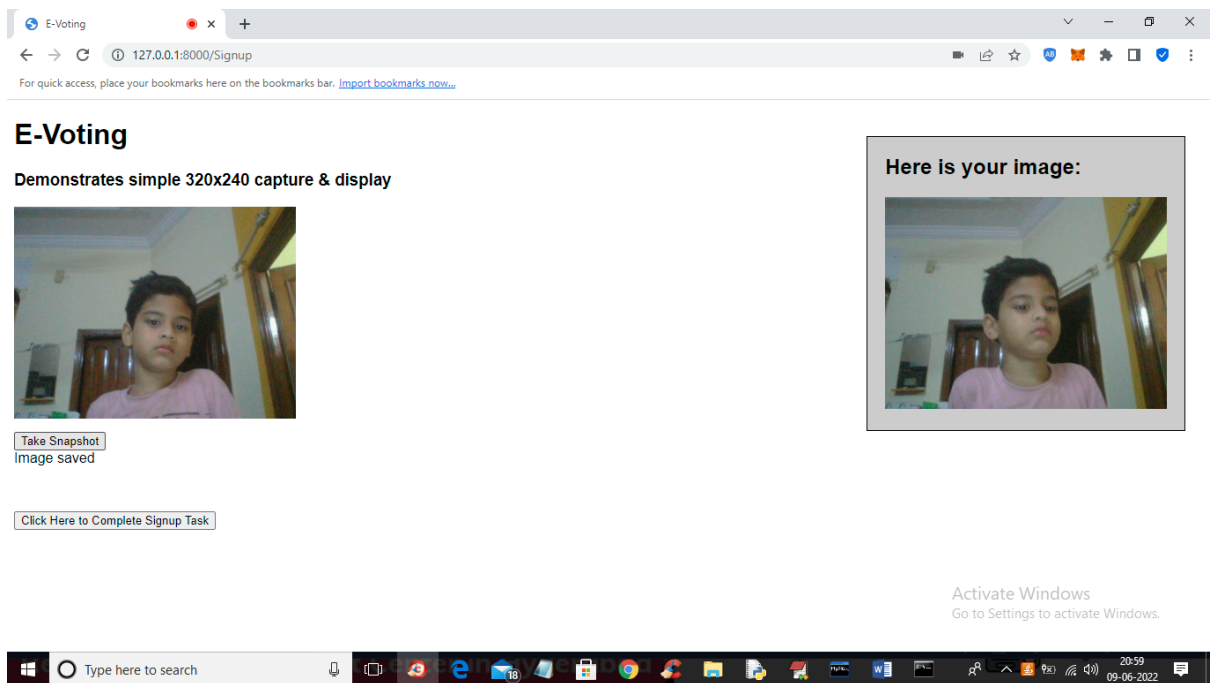 E-Voting
127.0.0.1:8000/Signup
AB
For quick access, place your bookmarks here on the bookmarks bar. Import bookmarks now...
E-Voting
Demonstrates simple 320x240 capture & display
Here is your image:
Take Snapshot
Image saved
Click Here to Complete Signup Task
Activate Windows
Go to Settings to activate Windows.
Type here to search
18
20:59
09-06-2022